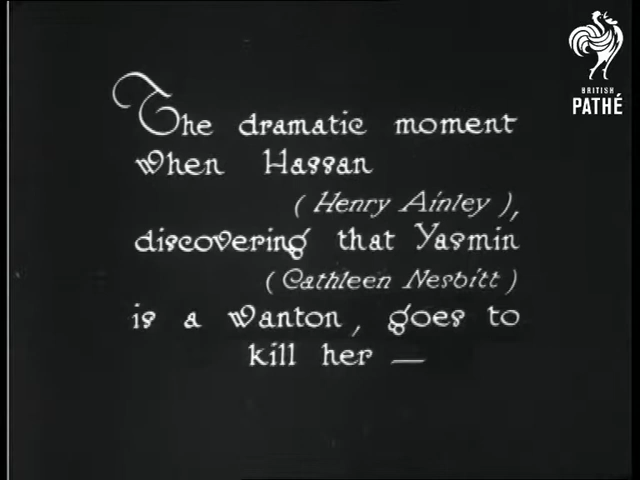 BRITISH
PATHÉ
The dramatic moment
when Hassan
( Henry Ainley ),
discovering that Yasmin
( Cathleen Nesbitt )
is a wanton, goes to
kill her —